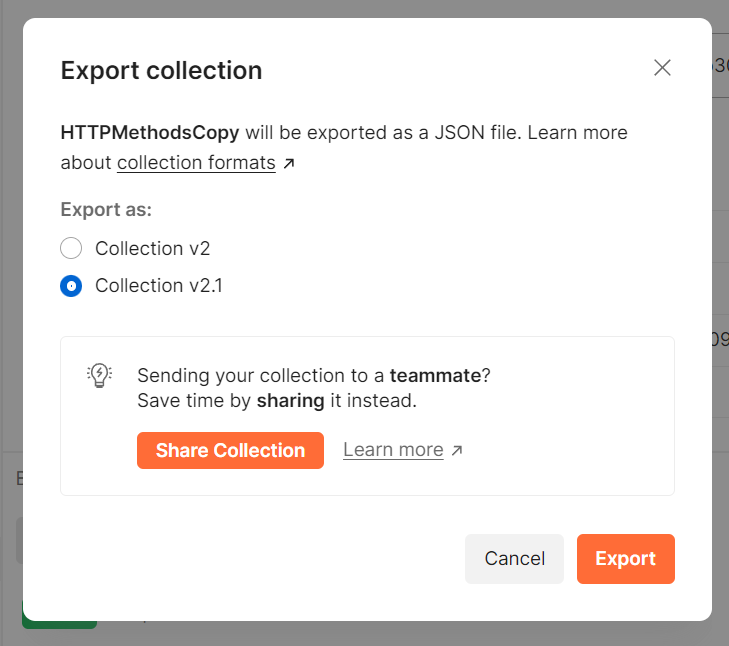 Export collection
HTTPMethodsCopy will be exported as a JSON file. Learn more
about collection formats ↗
Export as:
Collection v2
Collection v2.1
Sending your collection to a teammate?
Save time by sharing it instead.
Share Collection
Learn more ↗
Cancel
Export